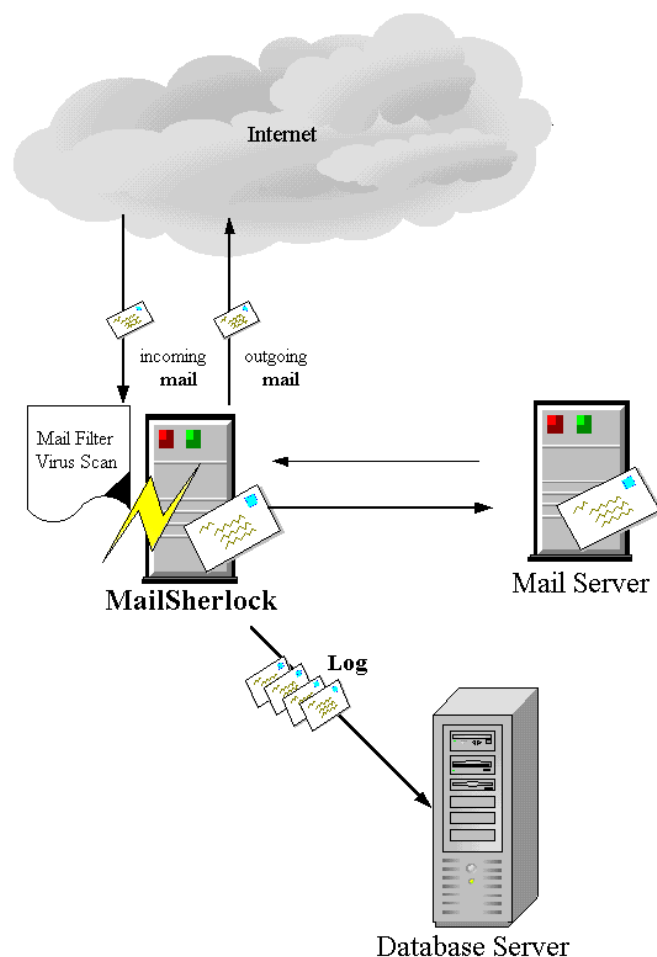 Internet
incoming
mail
outgoing
mail
Mail Filter
Virus Scan
MailSherlock
Mail Server
Log
Database Server